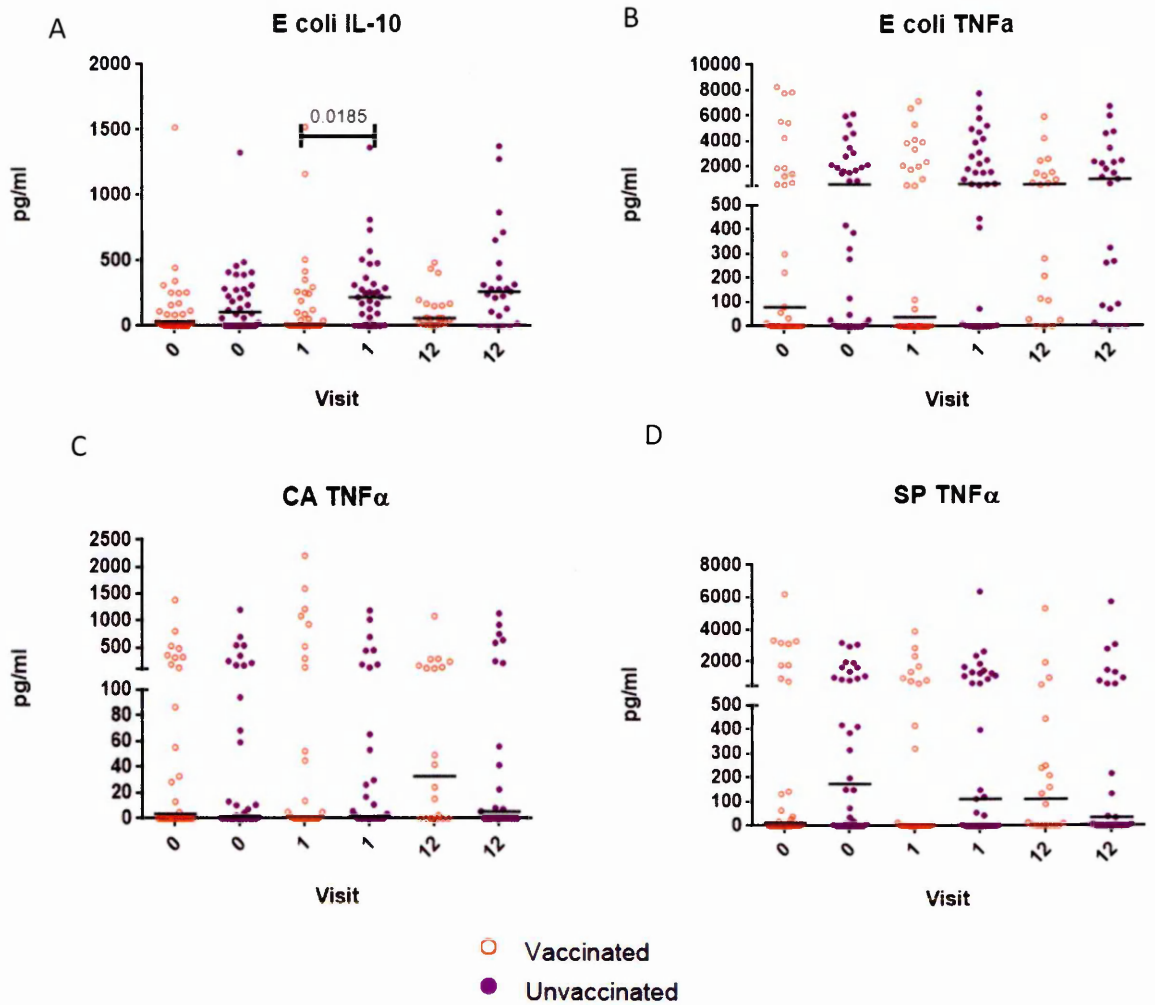 A
E coli IL-10
2000
1500
1000
500
0
pg/ml
0.0185
0 0 1 1 12 12
Visit
B
E coli TNFa
10000
8000
6000
4000
2000
500
400
300
200
100
0
pg/ml
0 0 1 1 12 12
Visit
C
CA TNFα
2500
2000
1500
1000
500
100
80
60
40
20
0
pg/ml
0 0 1 1 12 12
Visit
D
SP TNFα
8000
6000
4000
2000
500
400
300
200
100
0
pg/ml
0 0 1 1 12 12
Visit
Vaccinated
Unvaccinated